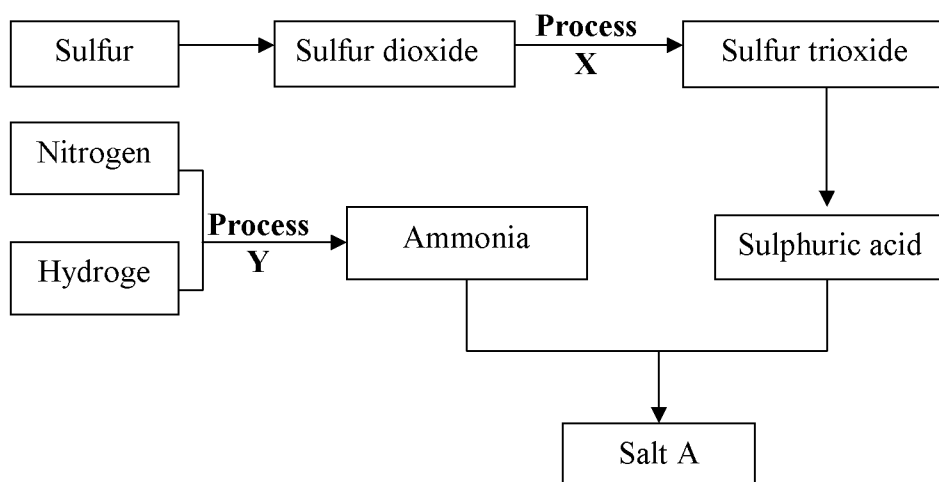 Sulfur
Sulfur dioxide
Process
X
Sulfur trioxide
Nitrogen
Hydroge
Process
Y
Ammonia
Sulphuric acid
Salt A